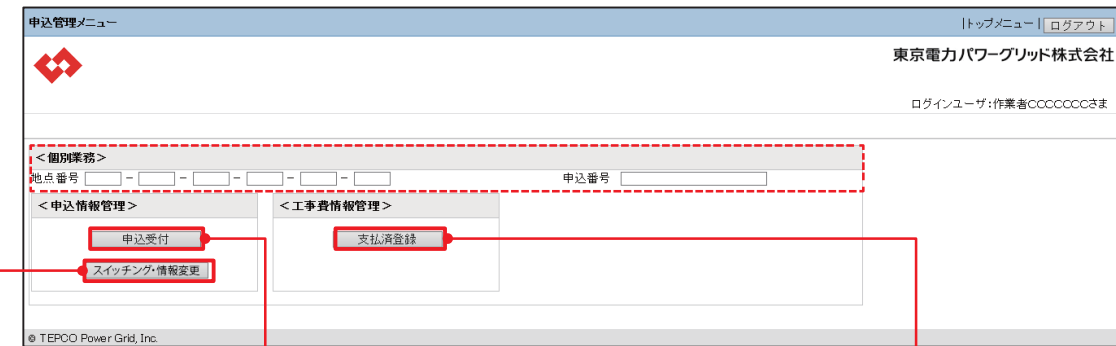 申込管理メニュー |トップメニュー| ログアウト
東京電力パワーグリッド株式会社
ログインユーザ:作業者CCCCCCCさま
<個別業務>
地点番号 - - - - - 申込番号
<申込情報管理> <工事費情報管理>
申込受付 支払済登録
スイッチング・情報変更
© TEPCO Power Grid, Inc.